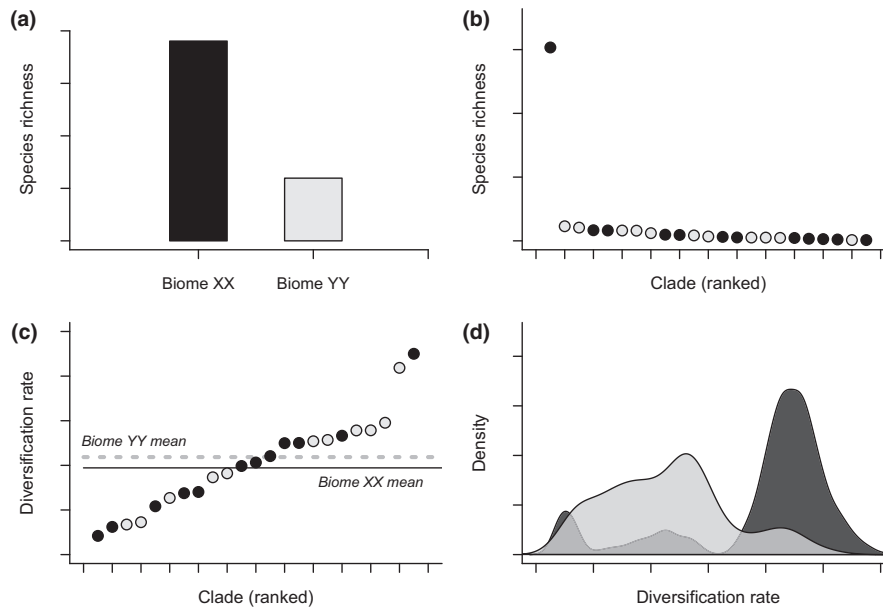 (a)
Species richness
Biome XX
Biome YY
(b)
Species richness
Clade (ranked)
(c)
Diversification rate
Biome YY mean
Biome XX mean
Clade (ranked)
(d)
Density
Diversification rate